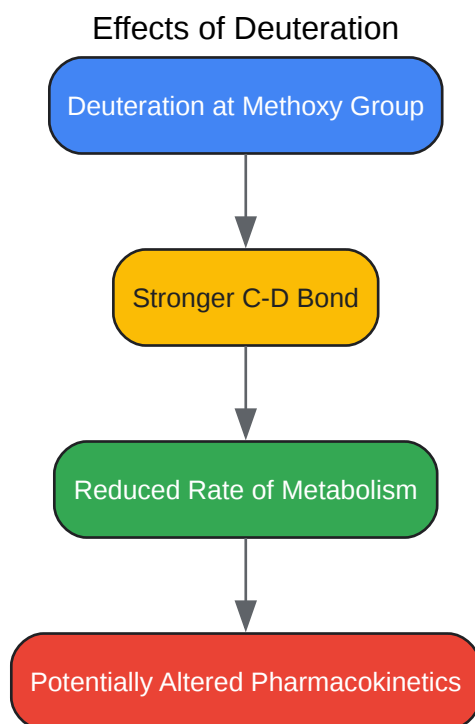 Effects of Deuteration
Deuteration at Methoxy Group
Stronger C-D Bond
Reduced Rate of Metabolism
Potentially Altered Pharmacokinetics